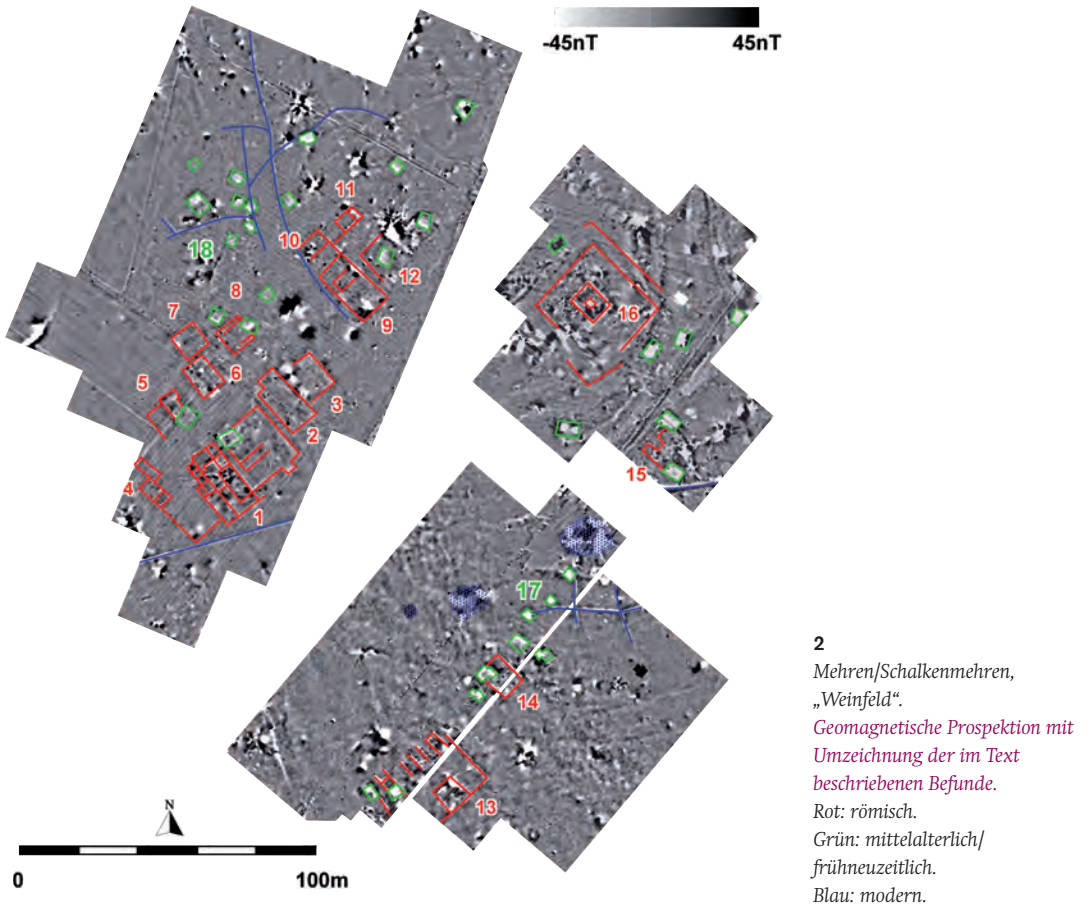 -45nT 45nT
11
10
18
12
16
8
9
7
6
5
3
2
15
4
1
17
14
13
N
0 100m
2
Mehren/Schalkenmehren,
„Weinfeld“.
Geomagnetische Prospektion mit
Umzeichnung der im Text
beschriebenen Befunde.
Rot: römisch.
Grün: mittelalterlich/
frühneuzeitlich.
Blau: modern.